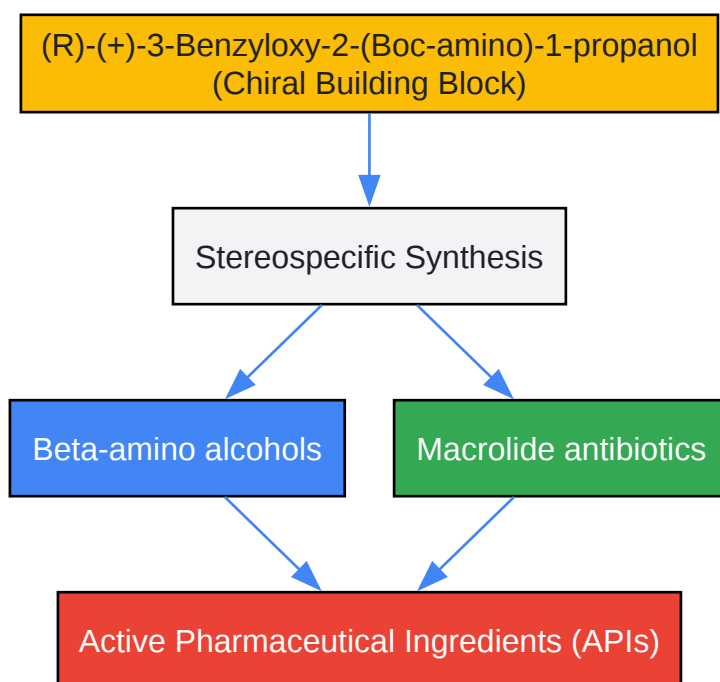 (R)-(+)-3-Benzyloxy-2-(Boc-amino)-1-propanol
(Chiral Building Block)
Stereospecific Synthesis
Beta-amino alcohols
Macrolide antibiotics
Active Pharmaceutical Ingredients (APIs)